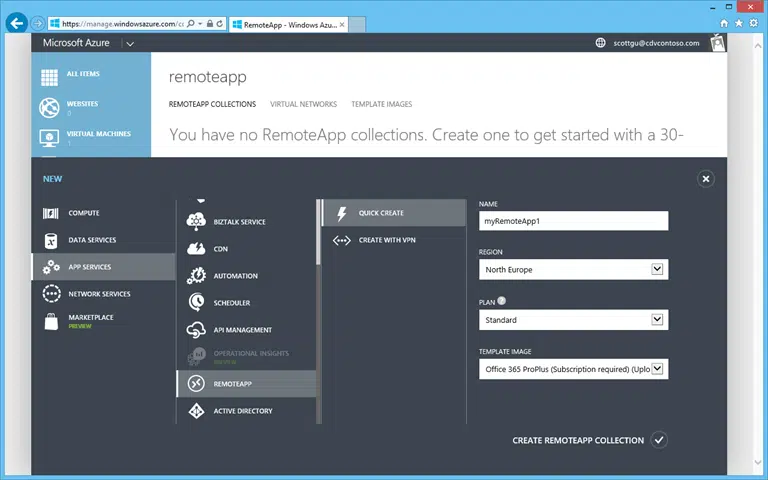 https://manage.windowsazure.com/
RemoteApp - Windows Azu...
Microsoft Azure
scottgu@cdvcontoso.com
ALL ITEMS
WEBSITES
0
VIRTUAL MACHINES
1
remoteapp
REMOTEAPP COLLECTIONS VIRTUAL NETWORKS TEMPLATE IMAGES
You have no RemoteApp collections. Create one to get started with a 30-
NEW
COMPUTE
DATA SERVICES
APP SERVICES
NETWORK SERVICES
MARKETPLACE
PREVIEW
BIZTALK SERVICE
CDN
AUTOMATION
SCHEDULER
API MANAGEMENT
OPERATIONAL INSIGHTS
PREVIEW
REMOTEAPP
ACTIVE DIRECTORY
QUICK CREATE
CREATE WITH VPN
NAME
myRemoteApp1
REGION
North Europe
PLAN
Standard
TEMPLATE IMAGE
Office 365 ProPlus (Subscription required) (Uplo
CREATE REMOTEAPP COLLECTION